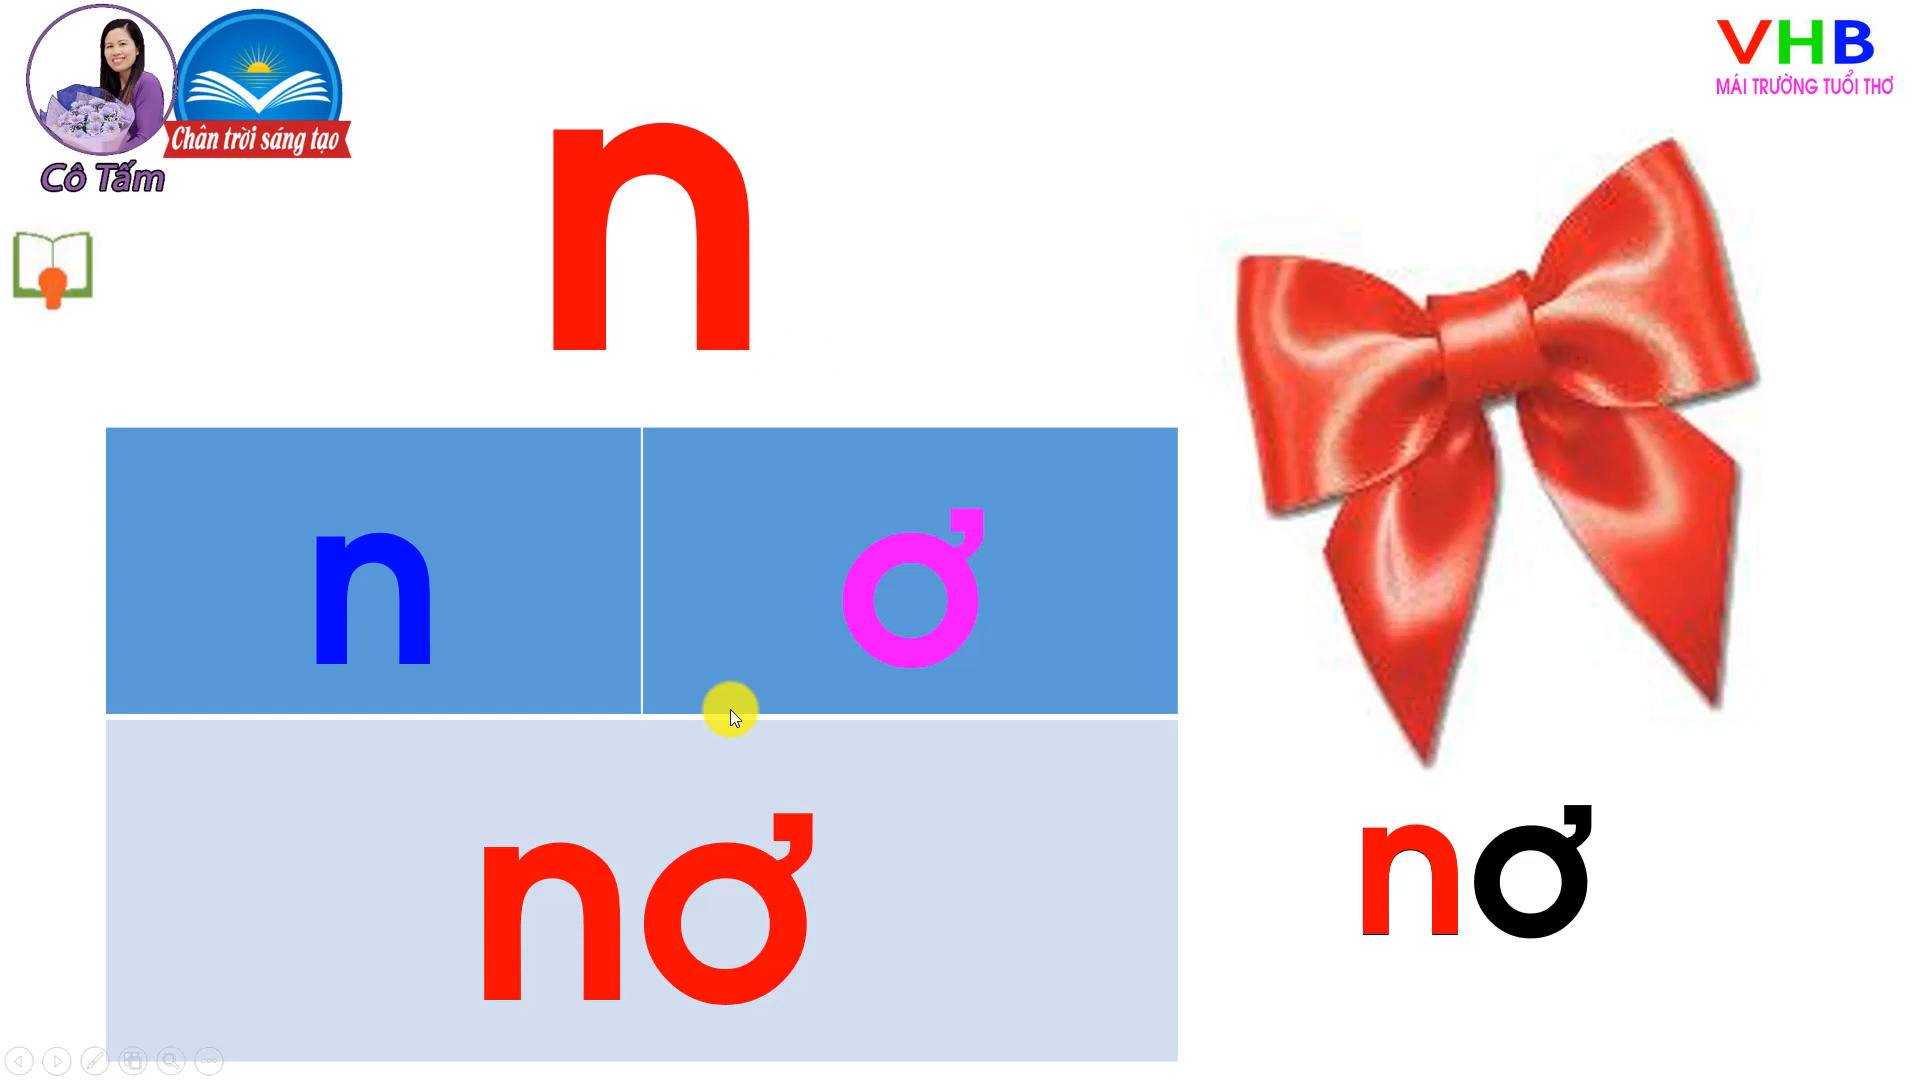 Chân trời sáng tạo
Cô Tấm
VHB
MÁI TRƯỜNG TUỔI THƠ
n
n ơ
nơ
nơ